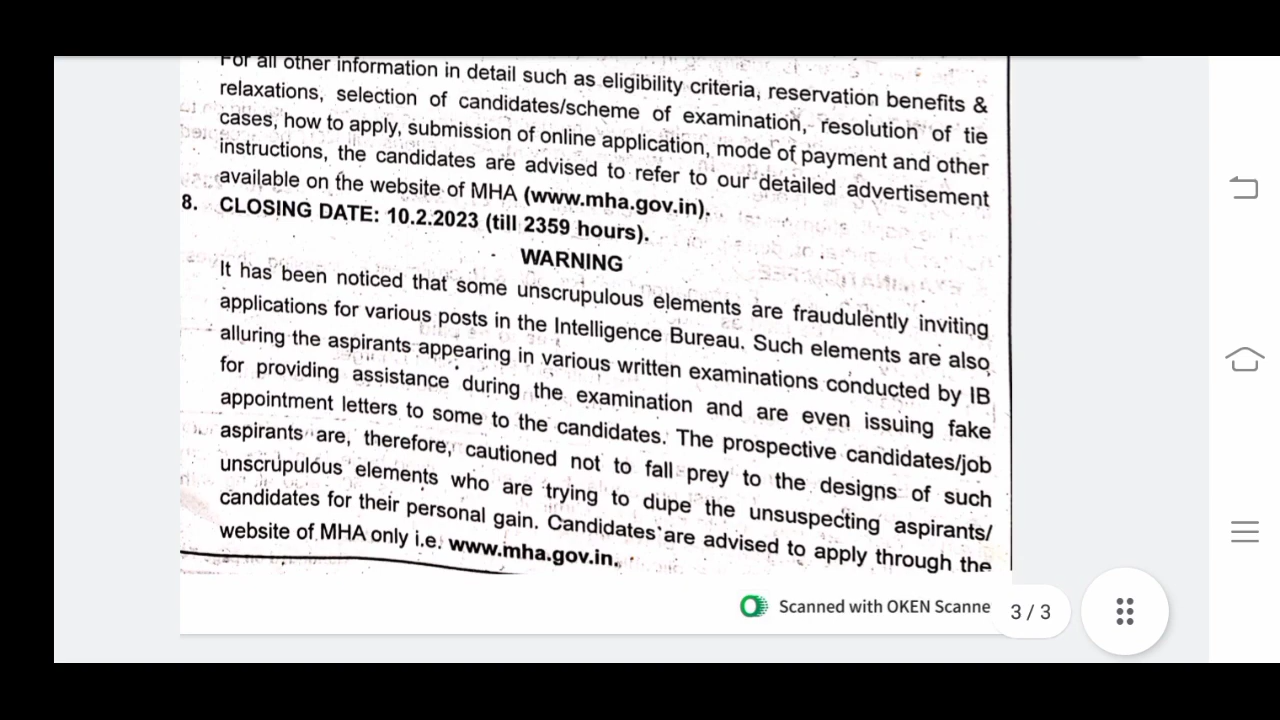 For all other information in detail such as eligibility criteria, reservation benefits &
relaxations, selection of candidates/scheme of examination, resolution of tie
cases, how to apply, submission of online application, mode of payment and other
instructions, the candidates are advised to refer to our detailed advertisement
available on the website of MHA (www.mha.gov.in).
8. CLOSING DATE: 10.2.2023 (till 2359 hours).
WARNING
It has been noticed that some unscrupulous elements are fraudulently inviting
applications for various posts in the Intelligence Bureau. Such elements are also
alluring the aspirants appearing in various written examinations conducted by IB
for providing assistance during the examination and are even issuing fake
appointment letters to some to the candidates. The prospective candidates/job
aspirants are, therefore, cautioned not to fall prey to the designs of such
unscrupulous elements who are trying to dupe the unsuspecting aspirants/
candidates for their personal gain. Candidates are advised to apply through the
website of MHA only i.e. www.mha.gov.in.
Scanned with OKEN Scanne
3 / 3